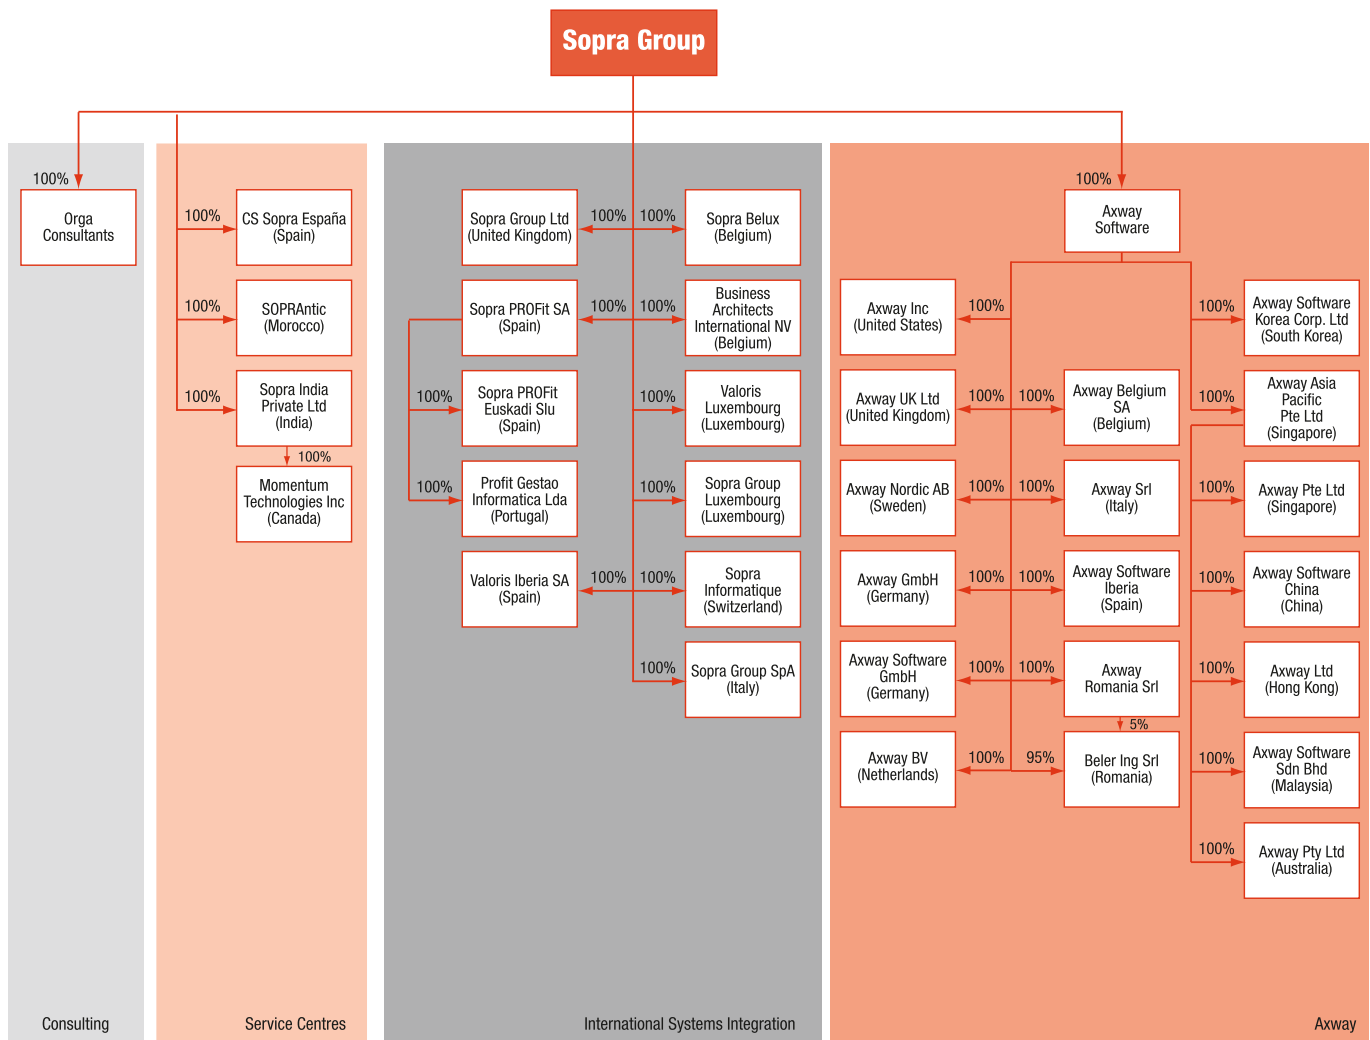 Sopra Group
100%
Orga
Consultants
Consulting
100%
CS Sopra España
(Spain)
100%
SOPRAntic
(Morocco)
100%
Sopra India
Private Ltd
(India)
100%
Momentum
Technologies Inc
(Canada)
Service Centres
Sopra Group Ltd
(United Kingdom)
100%
100%
Sopra Belux
(Belgium)
Sopra PROFit SA
(Spain)
100%
100%
Business
Architects
International NV
(Belgium)
100%
Sopra PROFit
Euskadi Slu
(Spain)
100%
Valoris
Luxembourg
(Luxembourg)
100%
Profit Gestao
Informatica Lda
(Portugal)
100%
Sopra Group
Luxembourg
(Luxembourg)
Valoris Iberia SA
(Spain)
100%
100%
Sopra
Informatique
(Switzerland)
100%
Sopra Group SpA
(Italy)
International Systems Integration
100%
Axway
Software
Axway Inc
(United States)
100%
100%
Axway Software
Korea Corp. Ltd
(South Korea)
Axway UK Ltd
(United Kingdom)
100%
100%
Axway Belgium
SA
(Belgium)
100%
Axway Asia
Pacific
Pte Ltd
(Singapore)
Axway Nordic AB
(Sweden)
100%
100%
Axway Srl
(Italy)
100%
Axway Pte Ltd
(Singapore)
Axway GmbH
(Germany)
100%
100%
Axway Software
Iberia
(Spain)
100%
Axway Software
China
(China)
Axway Software
GmbH
(Germany)
100%
100%
Axway
Romania Srl
100%
Axway Ltd
(Hong Kong)
5%
Axway BV
(Netherlands)
100%
95%
Beler Ing Srl
(Romania)
100%
Axway Software
Sdn Bhd
(Malaysia)
100%
Axway Pty Ltd
(Australia)
Axway